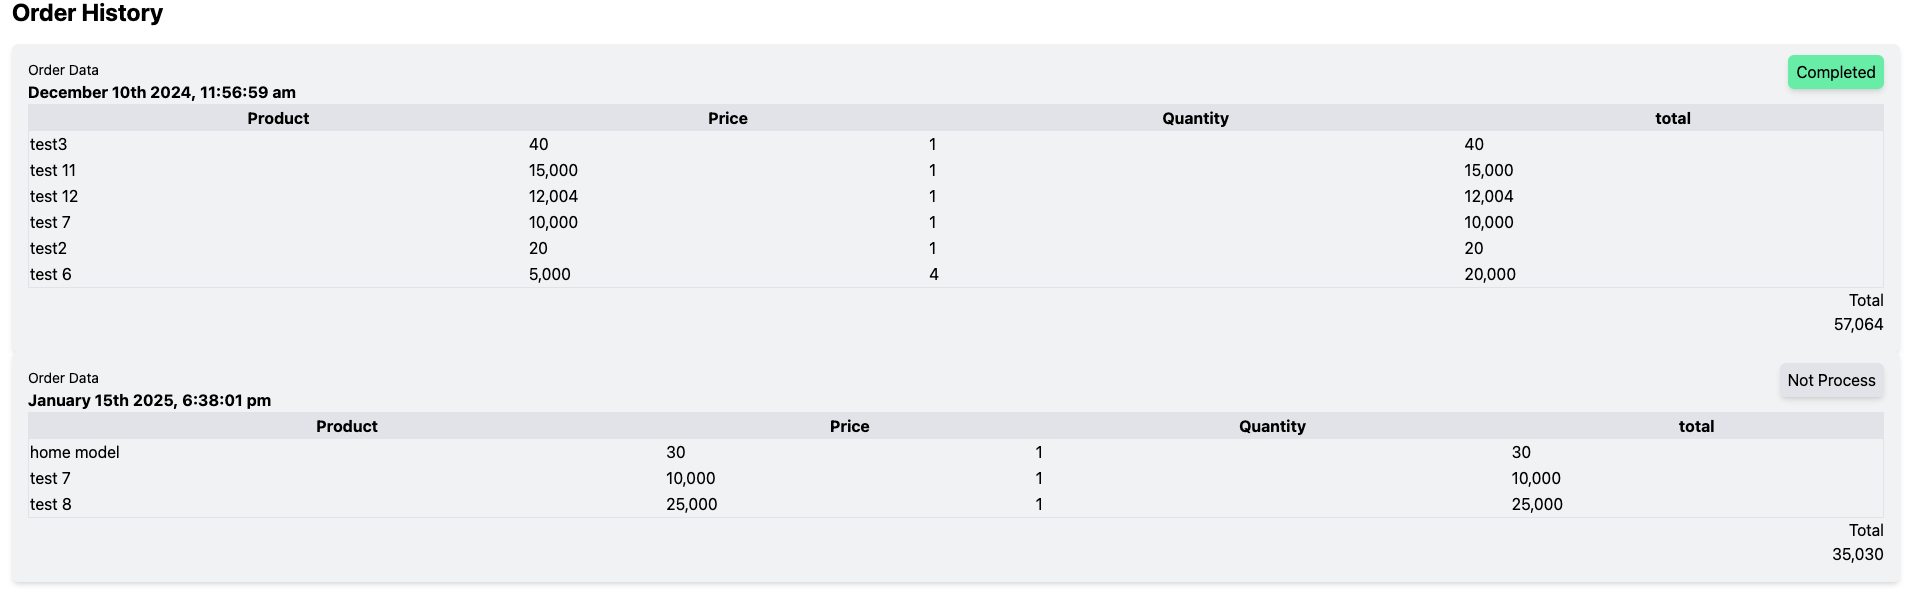 Order History
Order Data
Completed
December 10th 2024, 11:56:59 am
Product Price Quantity total
test3 40 1 40
test 11 15,000 1 15,000
test 12 12,004 1 12,004
test 7 10,000 1 10,000
test2 20 1 20
test 6 5,000 4 20,000
Total
57,064
Order Data
Not Process
January 15th 2025, 6:38:01 pm
Product Price Quantity total
home model 30 1 30
test 7 10,000 1 10,000
test 8 25,000 1 25,000
Total
35,030